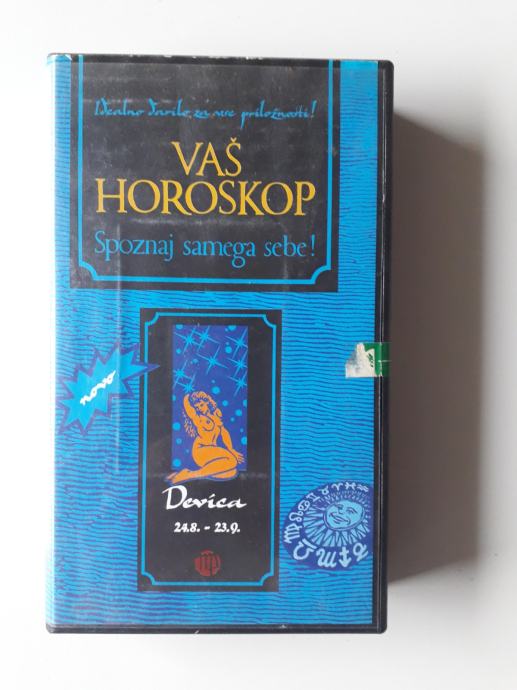 Idealno darilo za vse priložnosti!
VAŠ
HOROSKOP
Spoznaj samega sebe!
novo
Devica
24.8. - 23.9.